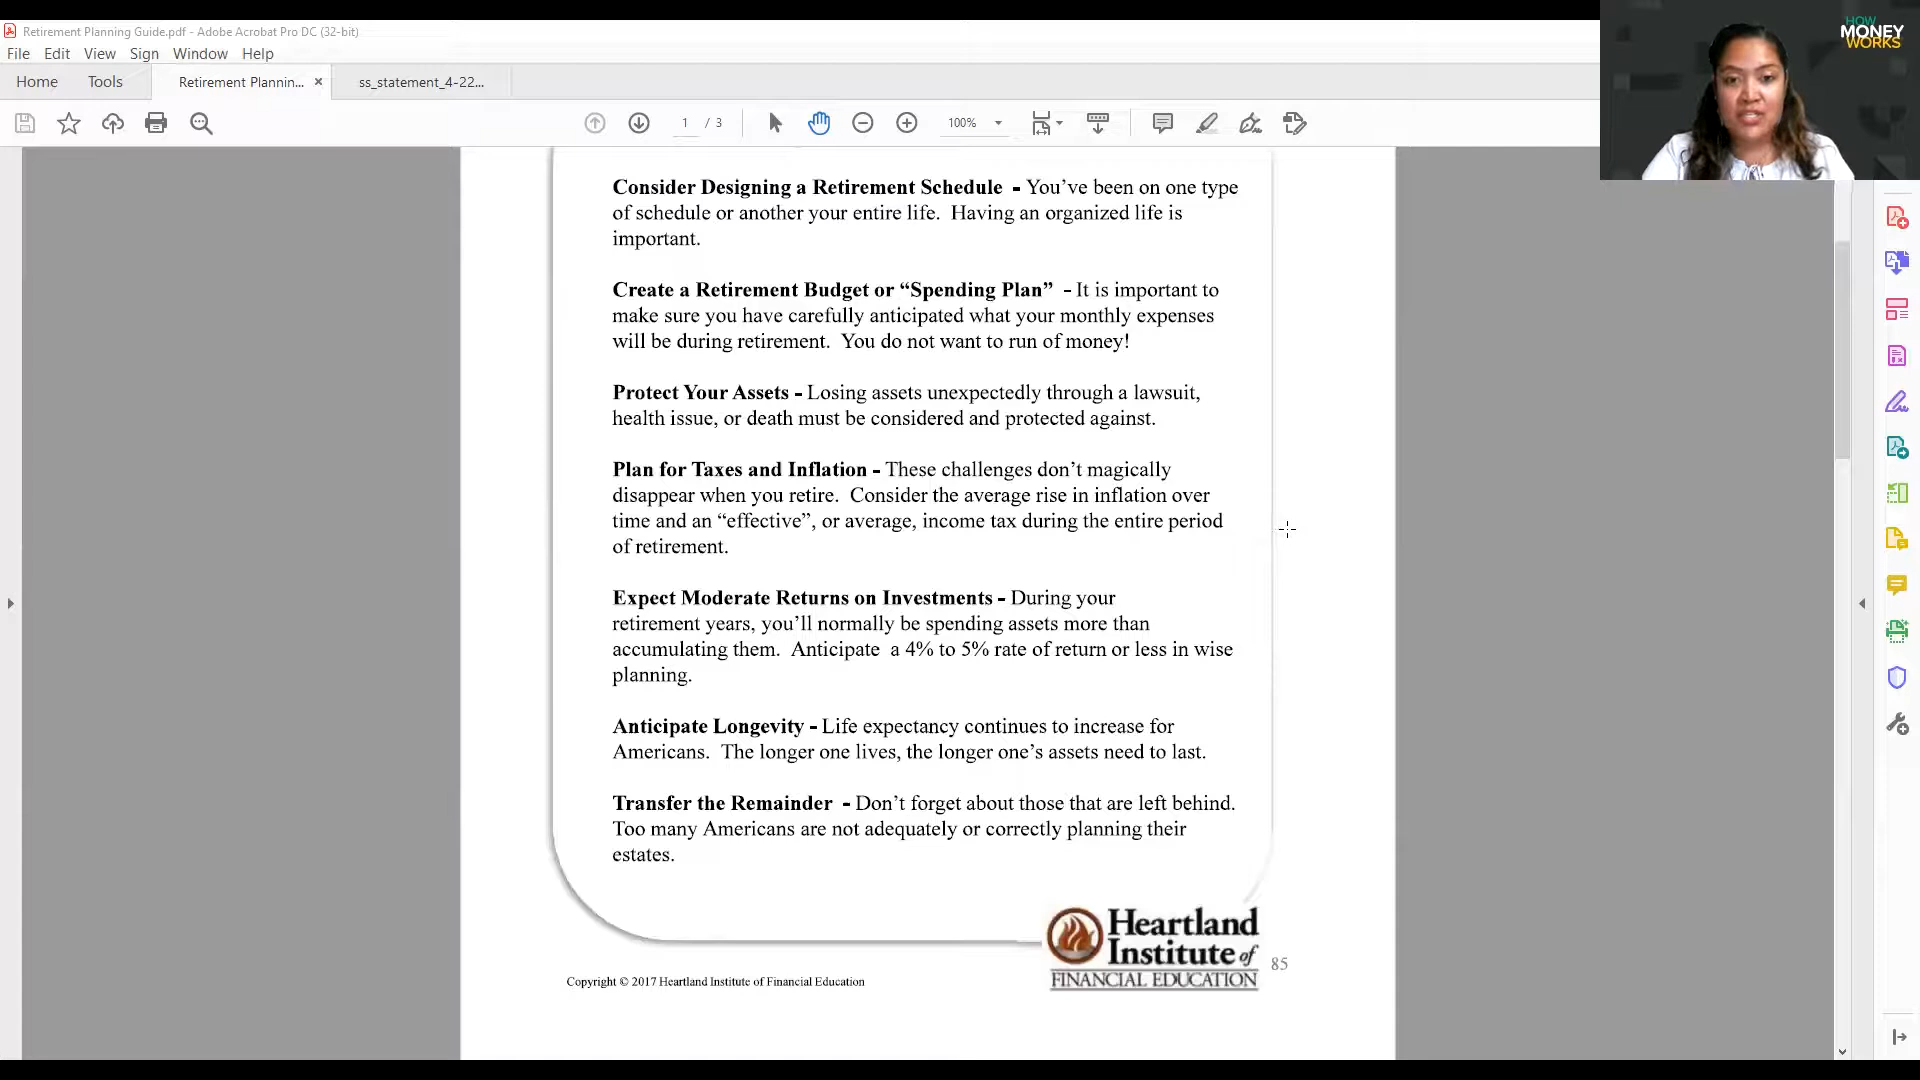 Retirement Planning Guide.pdf - Adobe Acrobat Pro DC (32-bit)
File Edit View Sign Window Help
Home Tools Retirement Plannin... × ss_statement_4-22...
1 / 3 100%
HOW
MONEY
WORKS
Consider Designing a Retirement Schedule - You’ve been on one type
of schedule or another your entire life. Having an organized life is
important.
Create a Retirement Budget or “Spending Plan” - It is important to
make sure you have carefully anticipated what your monthly expenses
will be during retirement. You do not want to run of money!
Protect Your Assets - Losing assets unexpectedly through a lawsuit,
health issue, or death must be considered and protected against.
Plan for Taxes and Inflation - These challenges don’t magically
disappear when you retire. Consider the average rise in inflation over
time and an “effective”, or average, income tax during the entire period
of retirement.
Expect Moderate Returns on Investments - During your
retirement years, you’ll normally be spending assets more than
accumulating them. Anticipate a 4% to 5% rate of return or less in wise
planning.
Anticipate Longevity - Life expectancy continues to increase for
Americans. The longer one lives, the longer one’s assets need to last.
Transfer the Remainder - Don’t forget about those that are left behind.
Too many Americans are not adequately or correctly planning their
estates.
Heartland
Institute of
FINANCIAL EDUCATION
85
Copyright © 2017 Heartland Institute of Financial Education